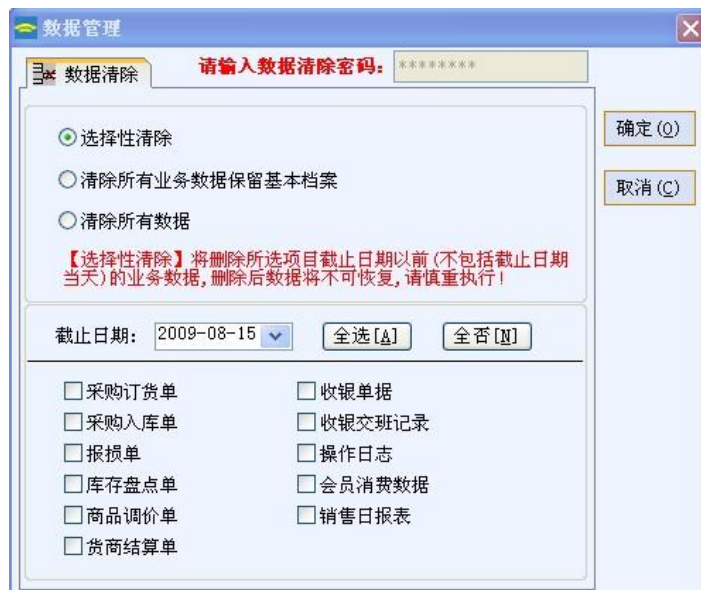 数据管理
数据清除
请输入数据清除密码: ********
确定(O)
选择性清除
取消(C)
清除所有业务数据保留基本档案
清除所有数据
【选择性清除】将删除所选项目截止日期以前(不包括截止日期
当天)的业务数据,删除后数据将不可恢复,请慎重执行!
截止日期: 2009-08-15 全选[A] 全否[N]
采购订货单 收银单据
采购入库单 收银交班记录
报损单 操作日志
库存盘点单 会员消费数据
商品调价单 销售日报表
货商结算单